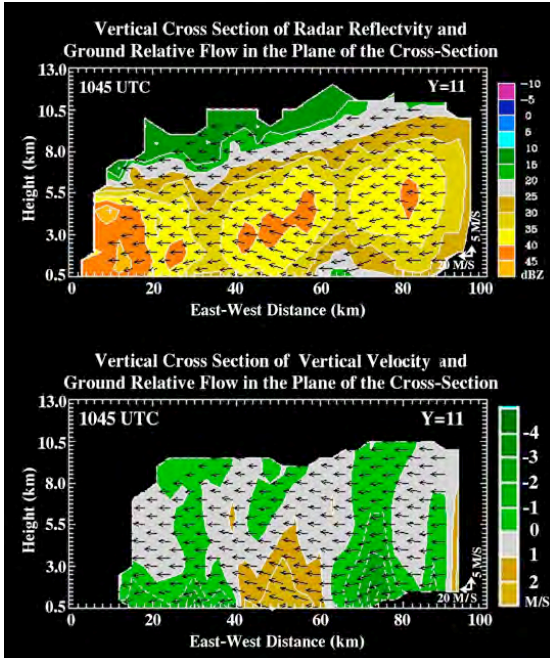 Vertical Cross Section of Radar Reflectvity and
Ground Relative Flow in the Plane of the Cross-Section
13.0
10.5
8.0
5.5
3.0
0.5
Height (km)
1045 UTC
Y=11
5 M/S
20 M/S
0
20
40
60
80
100
East-West Distance (km)
-10
-5
0
5
10
15
20
25
30
35
40
45
dBZ
Vertical Cross Section of Vertical Velocity and
Ground Relative Flow in the Plane of the Cross-Section
13.0
10.5
8.0
5.5
3.0
0.5
Height (km)
1045 UTC
Y=11
5 M/S
20 M/S
0
20
40
60
80
100
East-West Distance (km)
-4
-3
-2
-1
0
1
2
M/S